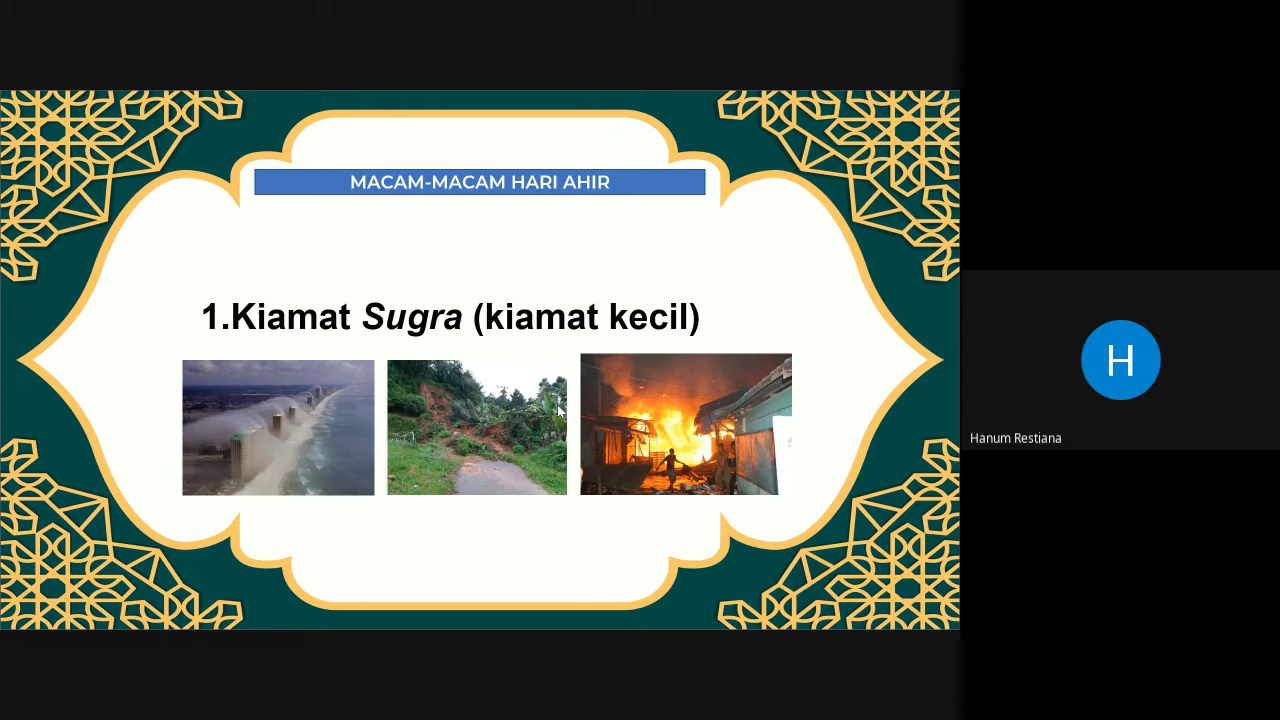 MACAM-MACAM HARI AHIR
1.Kiamat Sugra (kiamat kecil)
H
Hanum Restiana